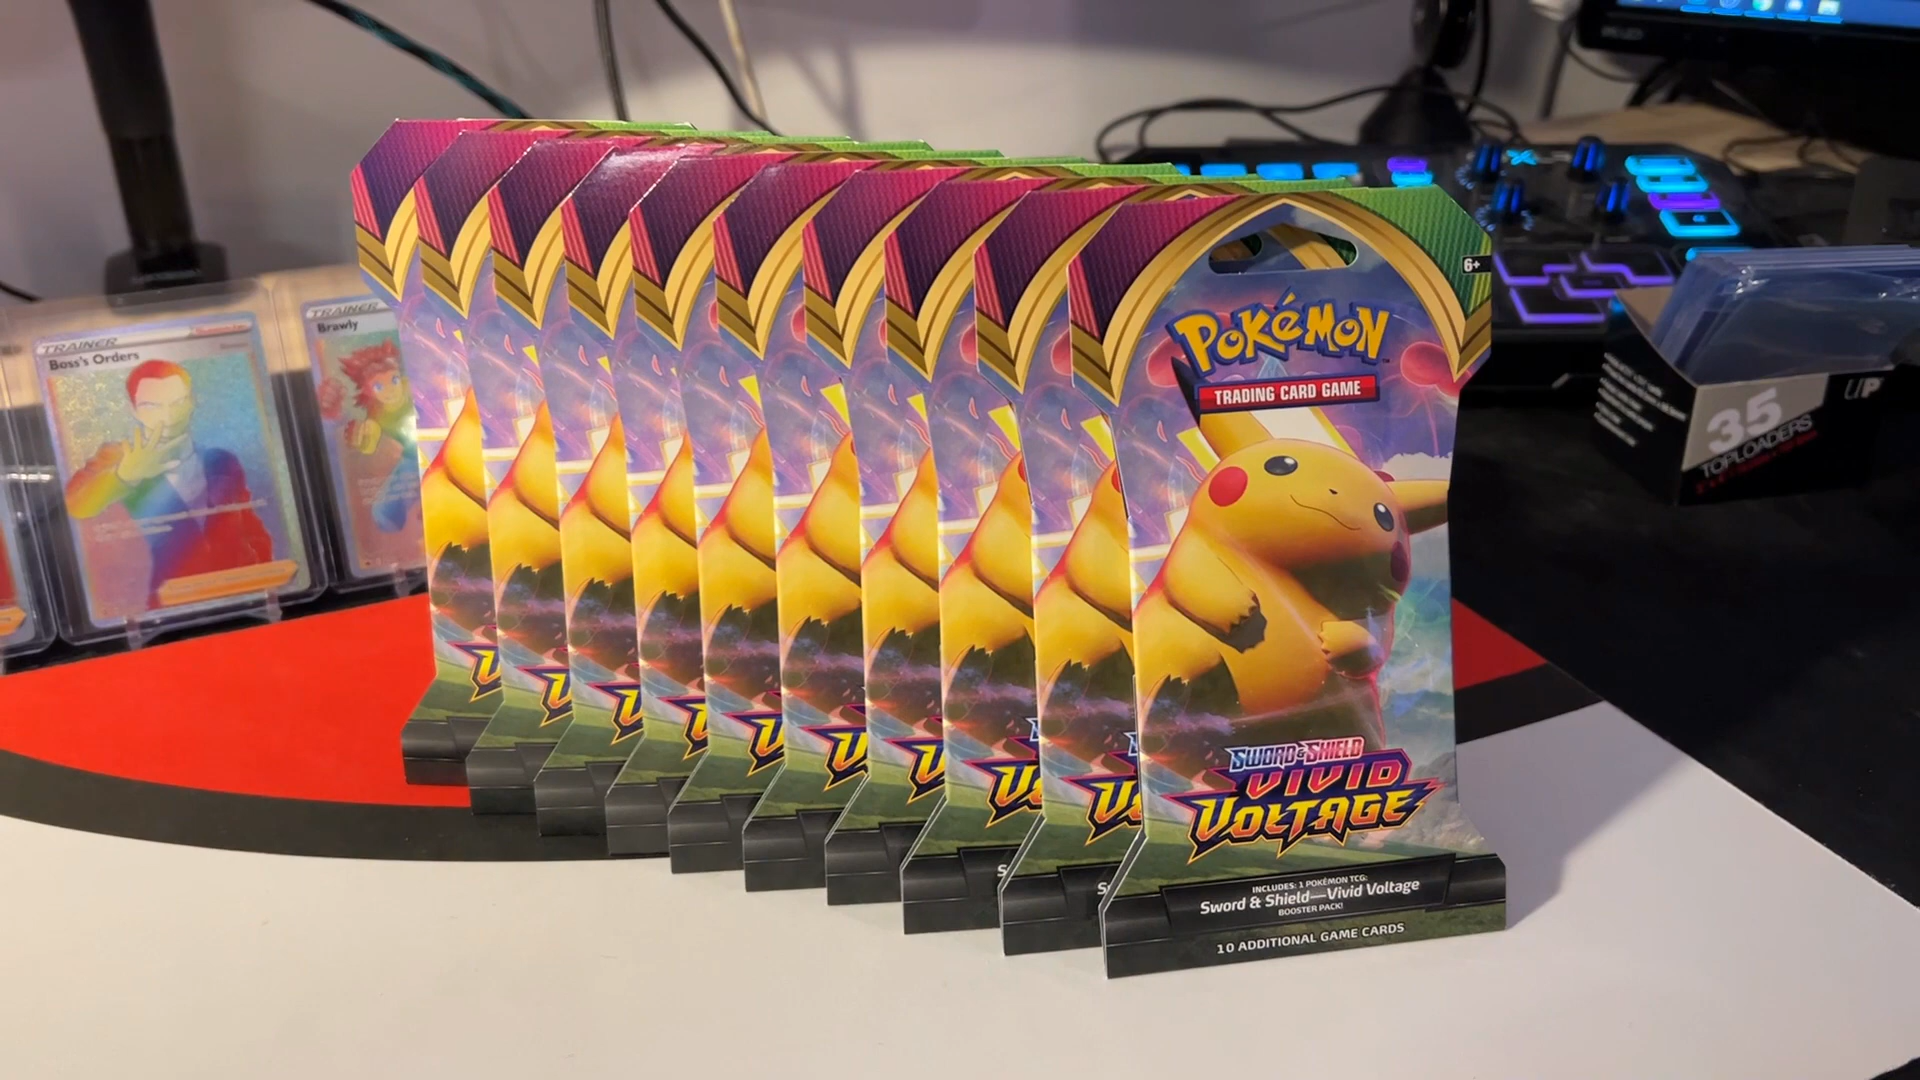 TRAINER
Boss's Orders
TRAINER
Brawly
6+
POKéMON
TRADING CARD GAME
SWORD & SHIELD
VIVID
VOLTAGE
INCLUDES: 1 POKÉMON TCG:
Sword & Shield—Vivid Voltage
BOOSTER PACK!
10 ADDITIONAL GAME CARDS
35
TOPLOADERS
UP